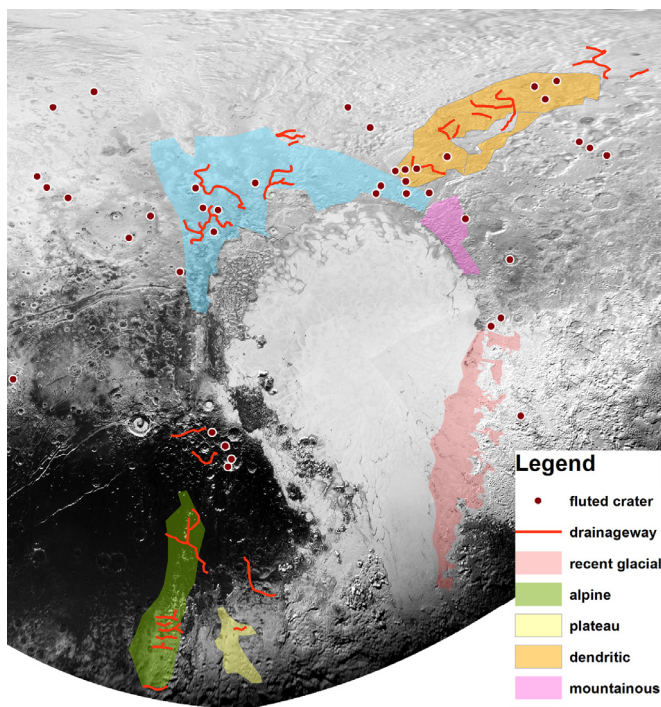 Legend
fluted crater
drainageway
recent glacial
alpine
plateau
dendritic
mountainous